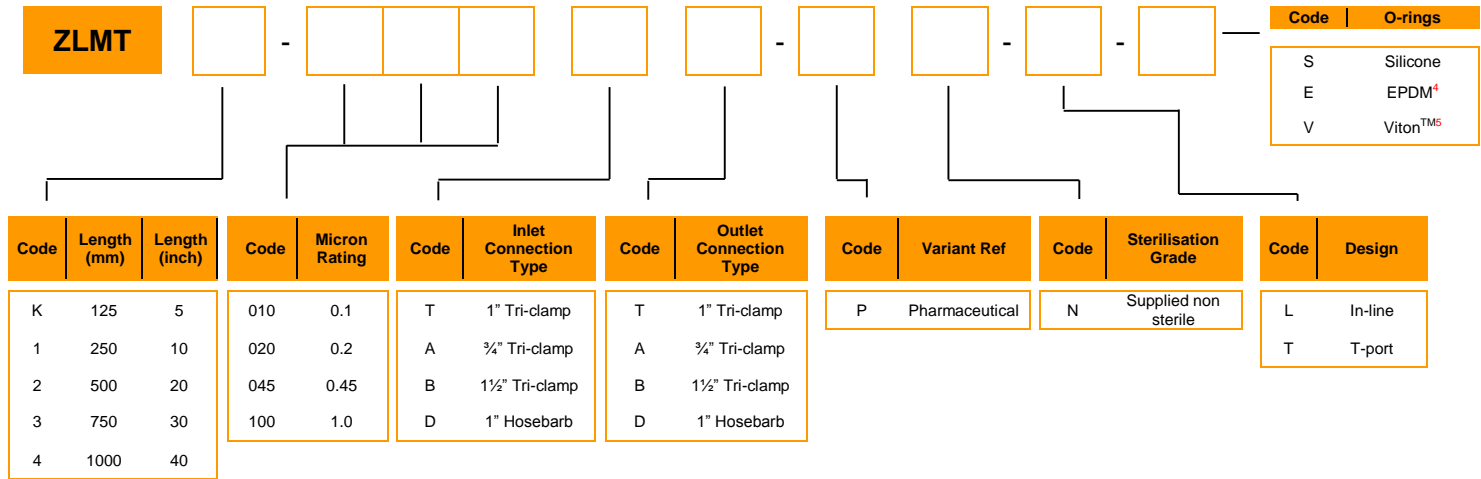 ZLMT - - - -
Code O-rings
S Silicone
E EPDM4
V VitonTM5
Code Length (mm) Length (inch)
K 125 5
1 250 10
2 500 20
3 750 30
4 1000 40
Code Micron Rating
010 0.1
020 0.2
045 0.45
100 1.0
Code Inlet Connection Type
T 1” Tri-clamp
A ¾” Tri-clamp
B 1½” Tri-clamp
D 1” Hosebarb
Code Outlet Connection Type
T 1” Tri-clamp
A ¾” Tri-clamp
B 1½” Tri-clamp
D 1” Hosebarb
Code Variant Ref
P Pharmaceutical
Code Sterilisation Grade
N Supplied non sterile
Code Design
L In-line
T T-port